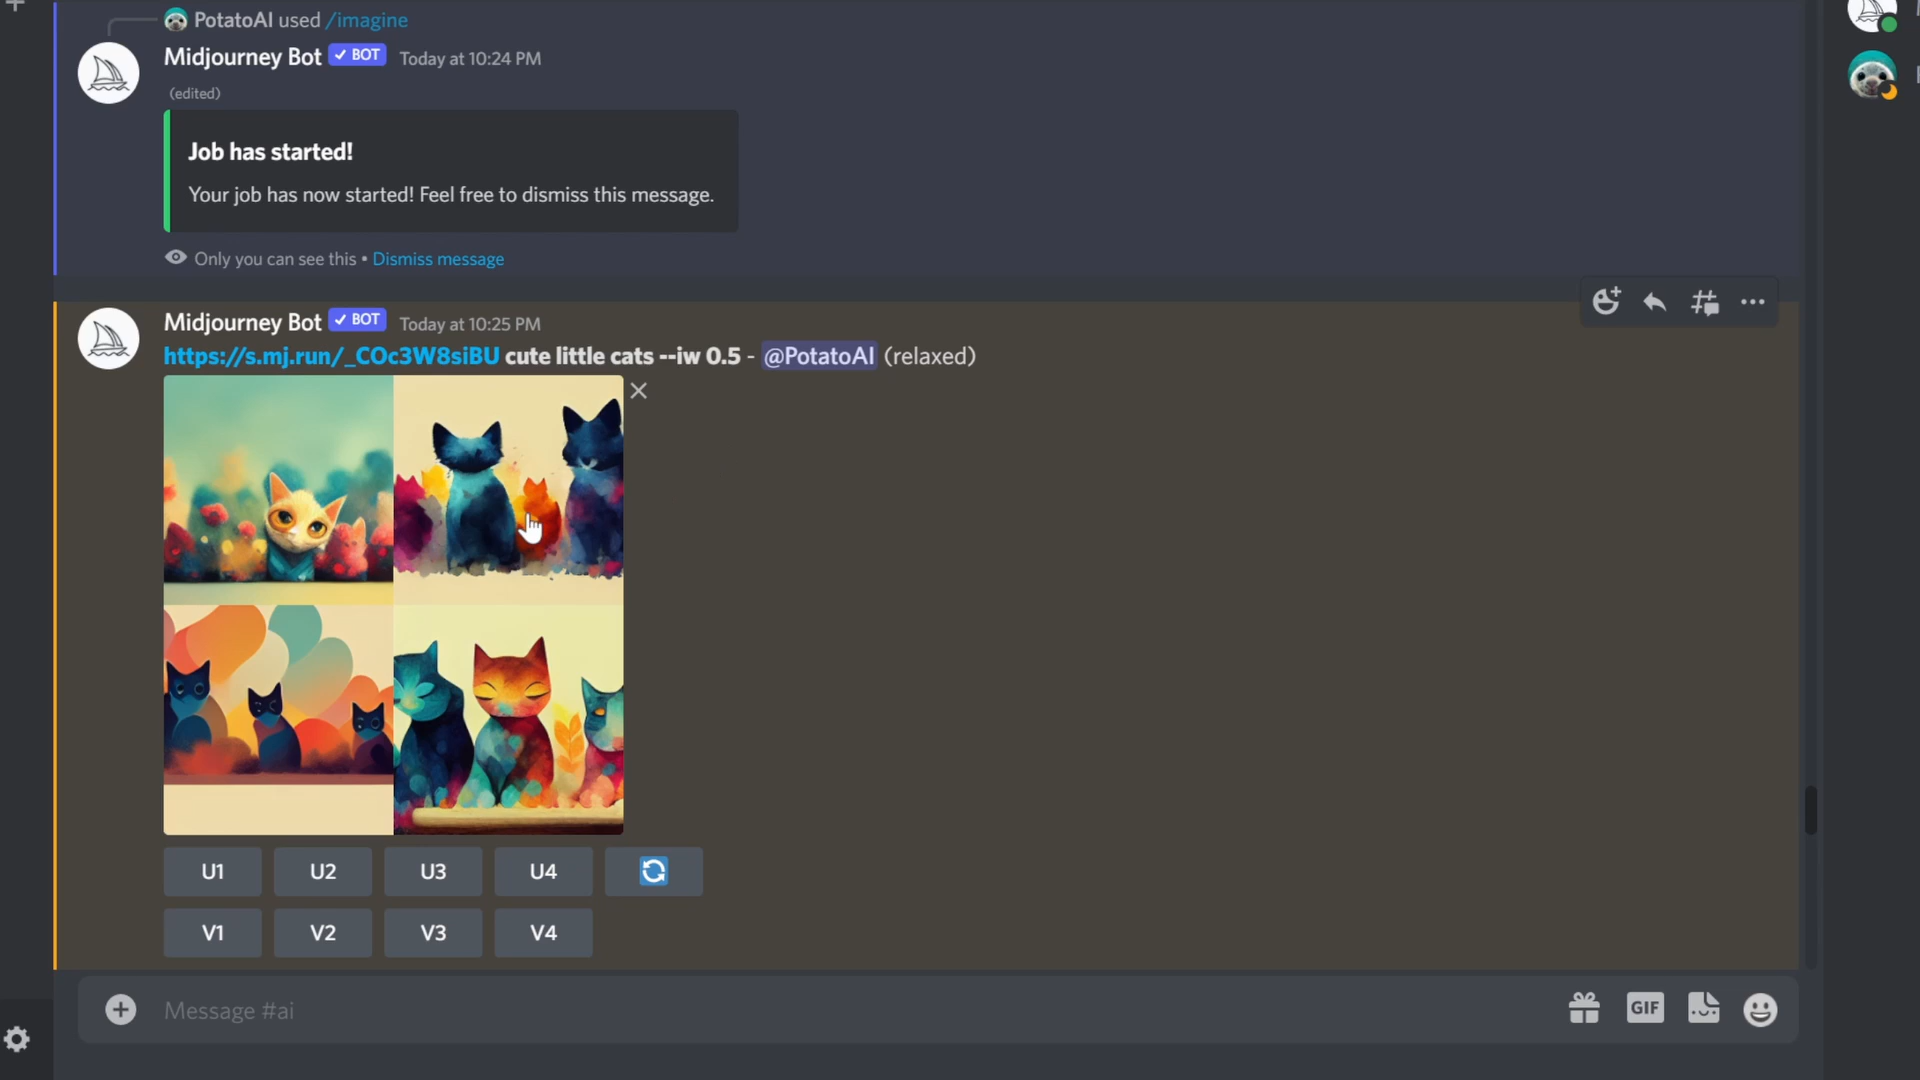 PotatoAI used /imagine
Midjourney Bot ✓ BOT Today at 10:24 PM
(edited)
Job has started!
Your job has now started! Feel free to dismiss this message.
Only you can see this • Dismiss message
Midjourney Bot ✓ BOT Today at 10:25 PM
https://s.mj.run/_COc3W8siBU cute little cats --iw 0.5 - @PotatoAI (relaxed)
U1 U2 U3 U4
V1 V2 V3 V4
Message #ai GIF